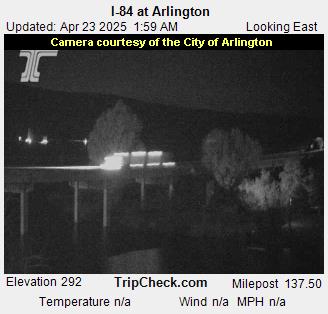 I-84 at Arlington
Updated: Apr 23 2025 1:59 AM Looking East
Camera courtesy of the City of Arlington
Elevation 292 TripCheck.com Milepost 137.50
Temperature n/a Wind n/a MPH n/a